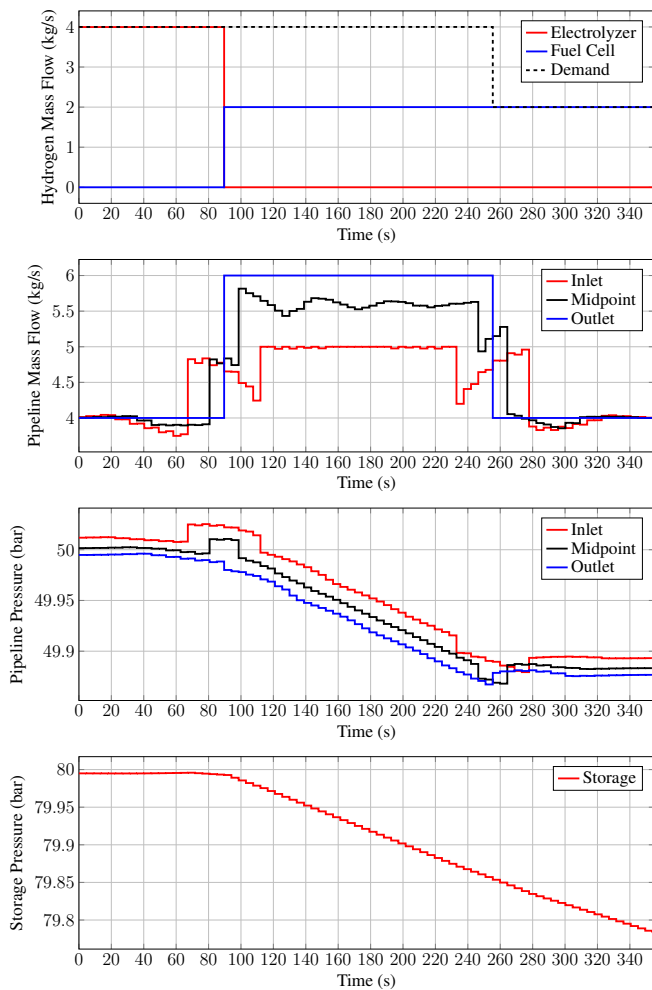 Hydrogen Mass Flow (kg/s)
4
3
2
1
0
Electrolyzer
Fuel Cell
Demand
0 20 40 60 80 100 120 140 160 180 200 220 240 260 280 300 320 340
Time (s)
Pipeline Mass Flow (kg/s)
6
5.5
5
4.5
4
Inlet
Midpoint
Outlet
0 20 40 60 80 100 120 140 160 180 200 220 240 260 280 300 320 340
Time (s)
Pipeline Pressure (bar)
50
49.95
49.9
Inlet
Midpoint
Outlet
0 20 40 60 80 100 120 140 160 180 200 220 240 260 280 300 320 340
Time (s)
Storage Pressure (bar)
80
79.95
79.9
79.85
79.8
Storage
0 20 40 60 80 100 120 140 160 180 200 220 240 260 280 300 320 340
Time (s)